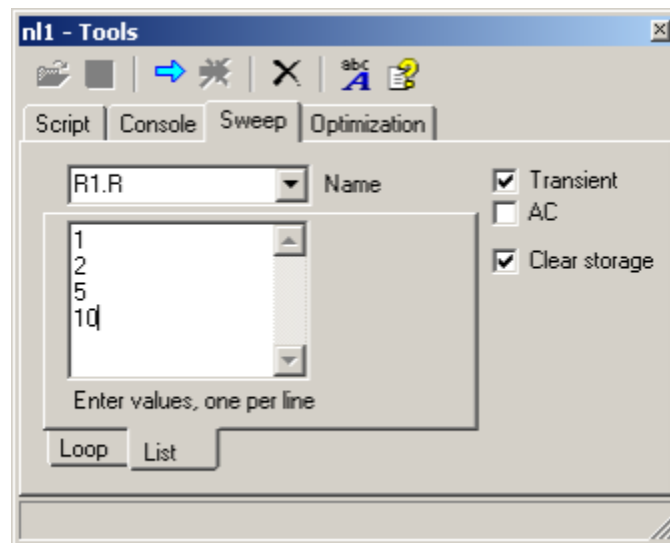 nl1 - Tools
abc
A
Script Console Sweep Optimization
R1.R Name
Transient
AC
1
2
5
10
Clear storage
Enter values, one per line
Loop List